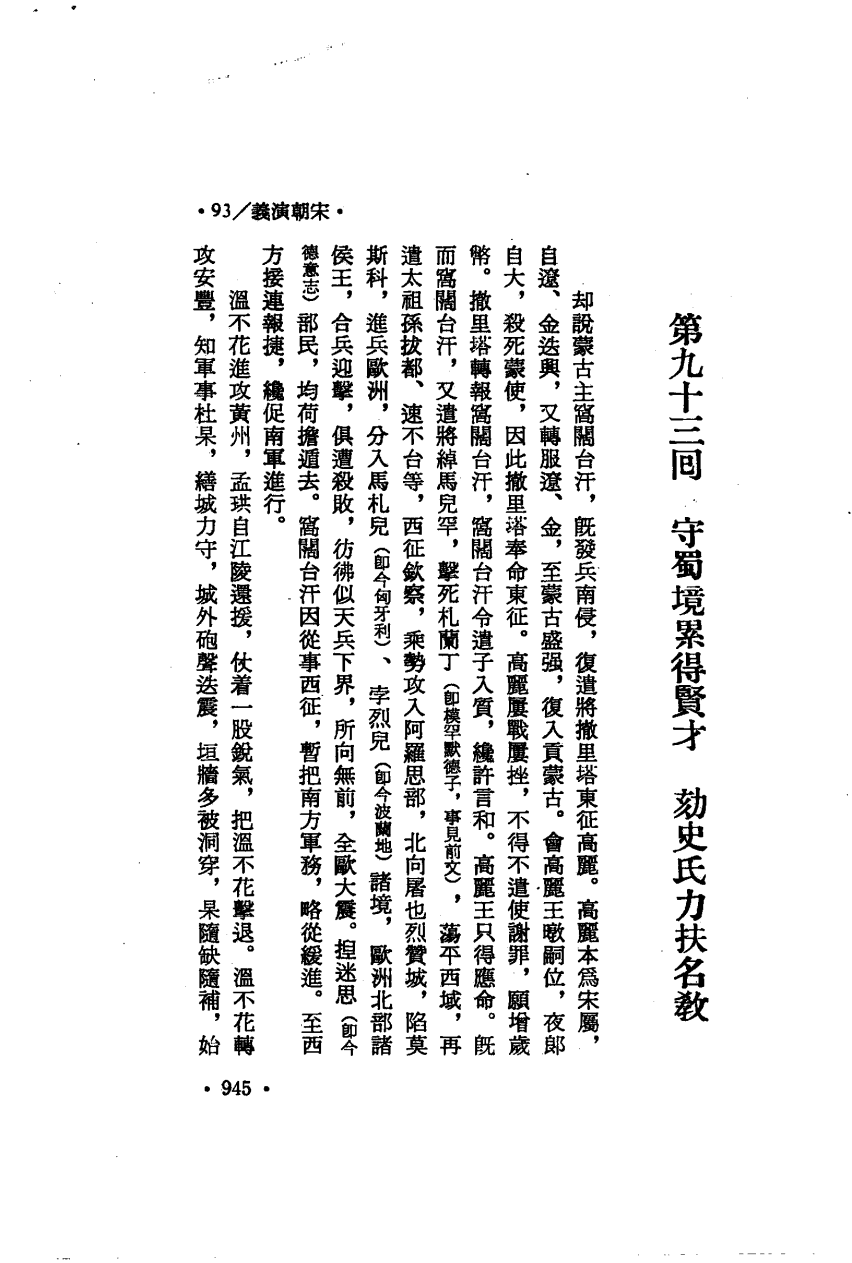 第九十三回　守蜀境累得賢才　劾史氏力扶名教
却說蒙古主窩闊台汗，旣發兵南侵，復遣將撤里塔東征高麗。高麗本爲宋屬，
自遼、金迭興，又轉服遼、金，至蒙古盛强，復入貢蒙古。會高麗王暾嗣位，夜郎
自大，殺死蒙使，因此撤里塔奉命東征。高麗屢戰屢挫，不得不遣使謝罪，願增歲
幣。撤里塔轉報窩闊台汗，窩闊台汗令遣子入質，纔許言和。高麗王只得應命。旣
而窩闊台汗，又遣將綽馬兒罕，擊死札蘭丁（卽模罕默德子，事見前文），蕩平西域，再
遣太祖孫拔都、速不台等，西征欽察，乘勢攻入阿羅思部，北向屠也烈贊城，陷莫
斯科，進兵歐洲，分入馬札兒（卽今匈牙利）、孛烈兒（卽今波蘭地）諸境，歐洲北部諸
侯王，合兵迎擊，俱遭殺敗，彷彿似天兵下界，所向無前，全歐大震。揑迷思（卽今
德意志）部民，均荷擔遁去。窩闊台汗因從事西征，暫把南方軍務，略從緩進。至西
方接連報捷，纔促南軍進行。
溫不花進攻黃州，孟珙自江陵還援，仗着一股銳氣，把溫不花擊退。溫不花轉
攻安豐，知軍事杜杲，繕城力守，城外砲聲迭震，垣牆多被洞穿，杲隨缺隨補，始
·93／義演朝宋·
·945·